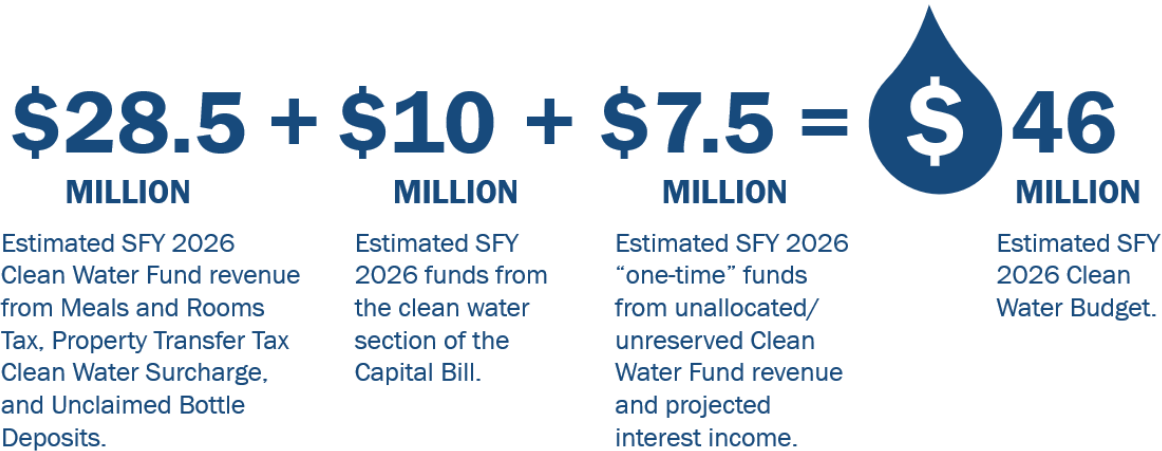 $28.5 + $10 + $7.5 = $ 46
MILLION MILLION MILLION MILLION
Estimated SFY 2026
Clean Water Fund revenue
from Meals and Rooms
Tax, Property Transfer Tax
Clean Water Surcharge,
and Unclaimed Bottle
Deposits.
Estimated SFY
2026 funds from
the clean water
section of the
Capital Bill.
Estimated SFY 2026
“one-time” funds
from unallocated/
unreserved Clean
Water Fund revenue
and projected
interest income.
Estimated SFY
2026 Clean
Water Budget.